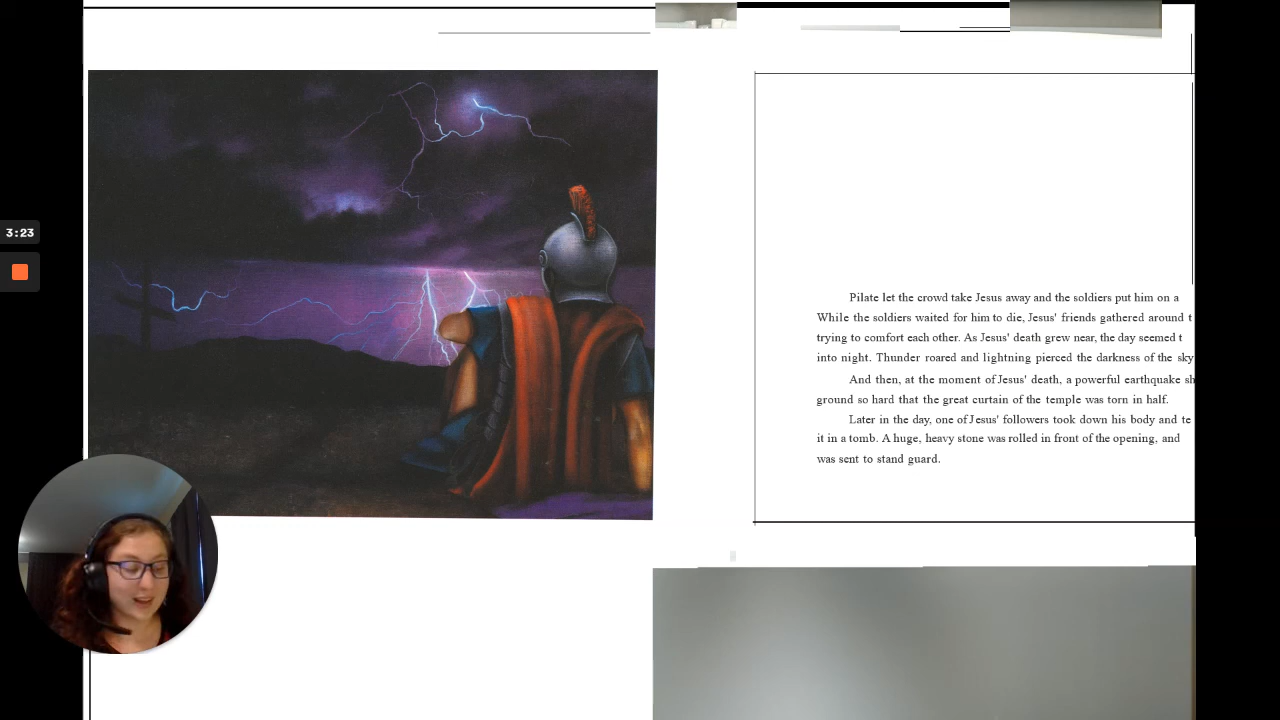 3:23
Pilate let the crowd take Jesus away and the soldiers put him on a
While the soldiers waited for him to die, Jesus' friends gathered around t
trying to comfort each other. As Jesus' death grew near, the day seemed t
into night. Thunder roared and lightning pierced the darkness of the sky
And then, at the moment of Jesus' death, a powerful earthquake sh
ground so hard that the great curtain of the temple was torn in half.
Later in the day, one of Jesus' followers took down his body and te
it in a tomb. A huge, heavy stone was rolled in front of the opening, and
was sent to stand guard.